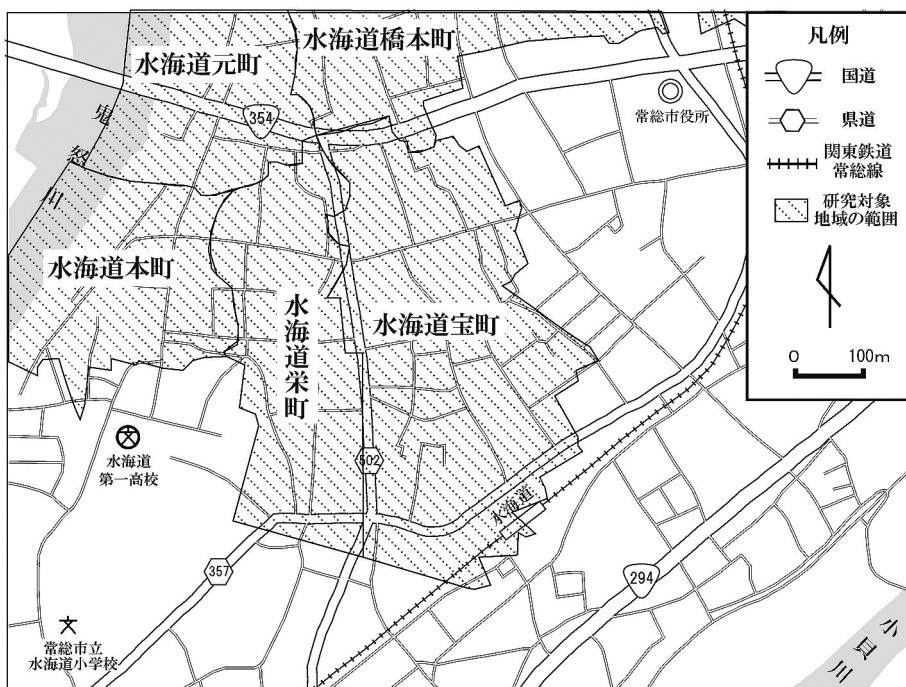 水海道橋本町
水海道元町
354
鬼怒川
常総市役所
水海道本町
水海道栄町
水海道宝町
水海道
第一高校
502
水海道
357
294
常総市立
水海道小学校
小貝川
凡例
国道
県道
関東鉄道
常総線
研究対象
地域の範囲
0 100m